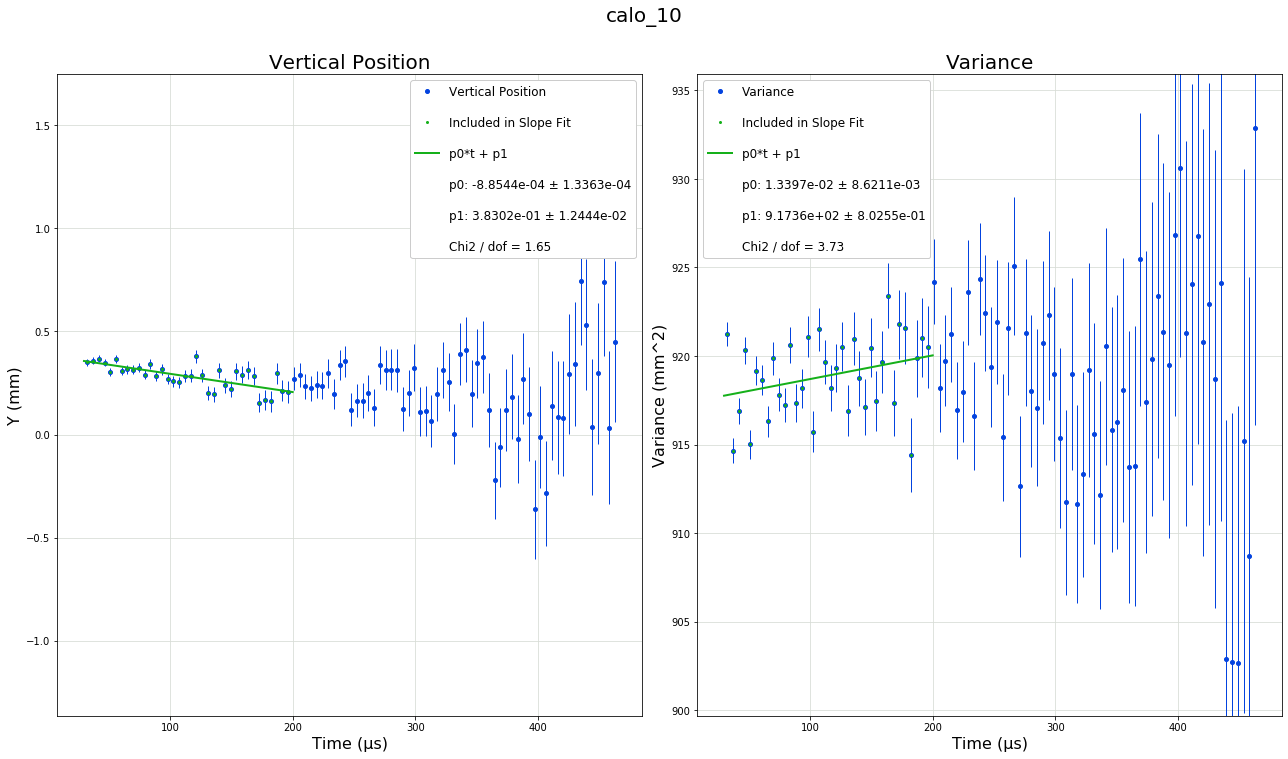 calo_10
Vertical Position
Vertical Position
Included in Slope Fit
p0*t + p1
p0: -8.8544e-04 ± 1.3363e-04
p1: 3.8302e-01 ± 1.2444e-02
Chi2 / dof = 1.65
1.5
1.0
0.5
0.0
−0.5
−1.0
Y (mm)
100
200
300
400
Time (μs)
Variance
Variance
Included in Slope Fit
p0*t + p1
p0: 1.3397e-02 ± 8.6211e-03
p1: 9.1736e+02 ± 8.0255e-01
Chi2 / dof = 3.73
935
930
925
920
915
910
905
900
Variance (mm^2)
100
200
300
400
Time (μs)